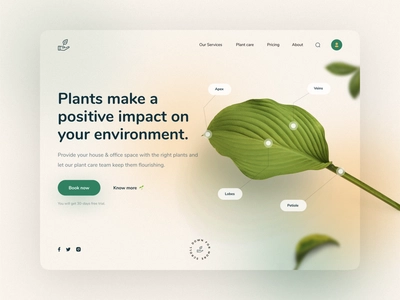 Our Services
Plant care
Pricing
About
Plants make a
positive impact on
your environment.
Provide your house & office space with the right plants and
let our plant care team keep them flourishing.
Book now
Know more
You will get 30 days free trial
Apex
Veins
Lobes
Petiole